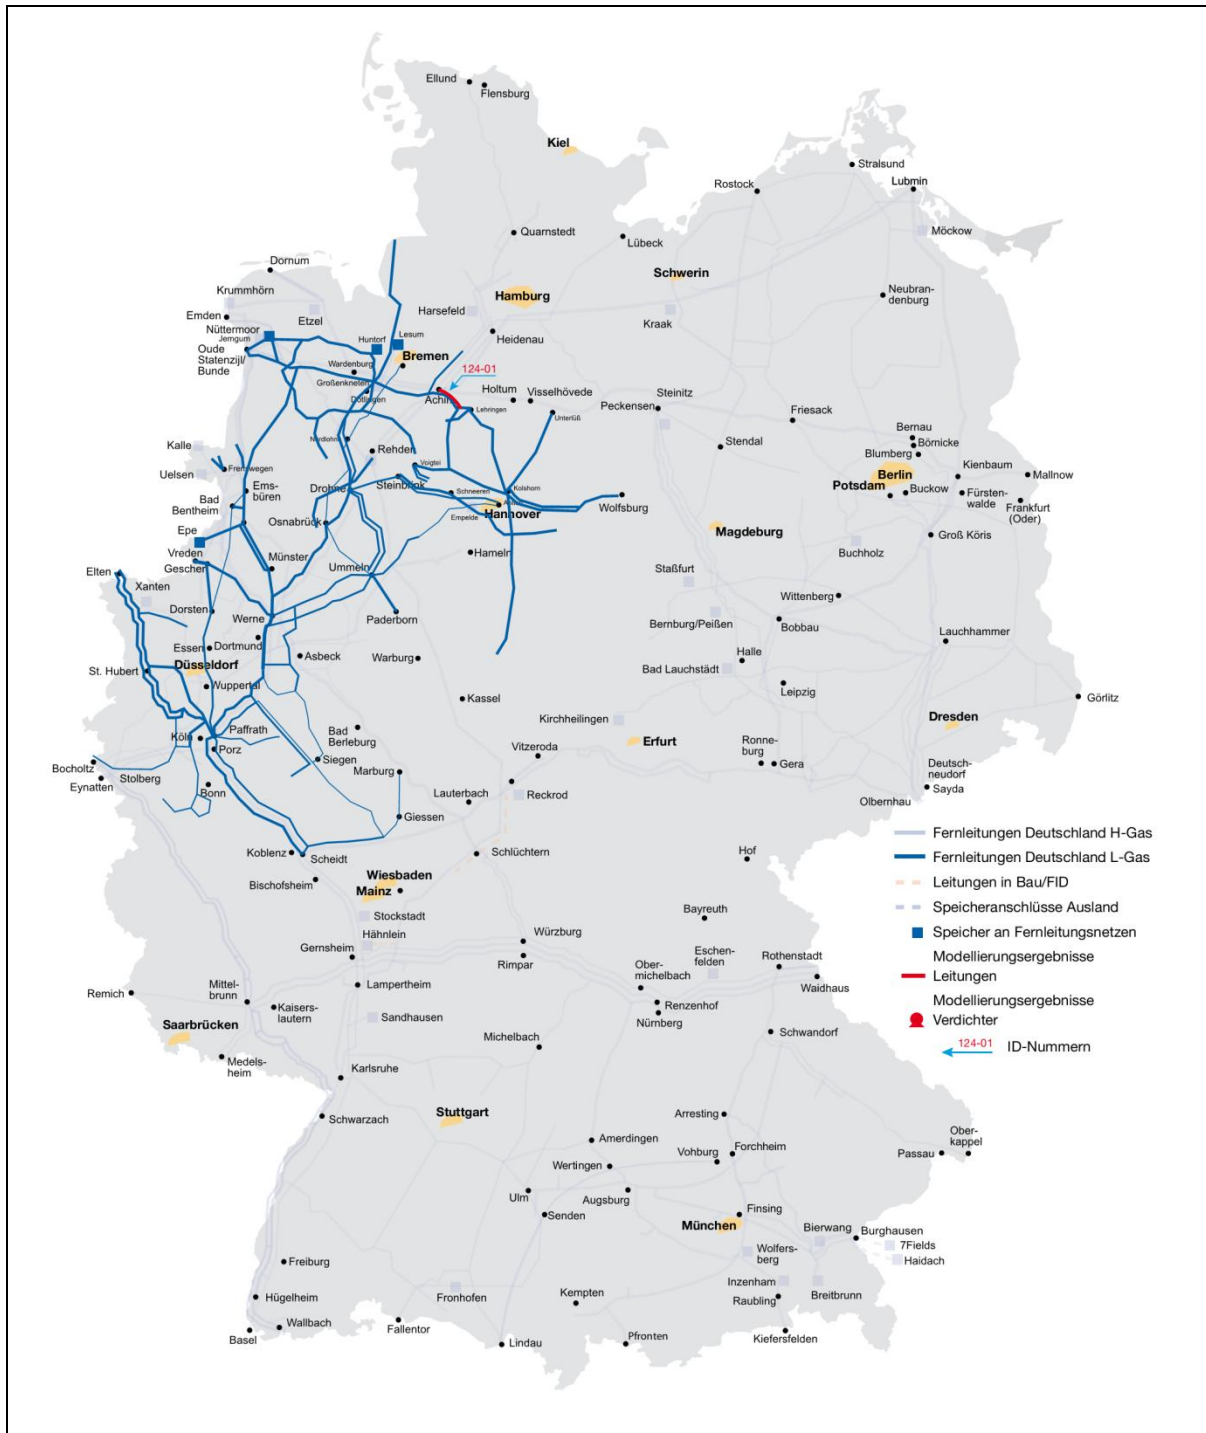 Ellund
Flensburg
Kiel
Stralsund
Rostock
Lubmin
Möckow
Quarnstedt
Lübeck
Schwerin
Dornum
Krummhörn
Hamburg
Neubran-
denburg
Emden
Etzel
Harsefeld
Kraak
Nüttermoor
Jemgum
Huntorf
Lesum
Heidenau
Oude
Statenzijl/
Bunde
Bremen
Wardenburg
124-01
Großenkneten
Dötlingen
Achim
Holtum
Visselhövede
Steinitz
Peckensen
Lehringen
Unterlüß
Friesack
Bernau
Börnicke
Blumberg
Nordlohne
Rehden
Stendal
Kalle
Voigtei
Berlin
Kienbaum
Mallnow
Uelsen
Frenswegen
Ems-
büren
Drohne
Steinbrink
Schneeren
Kolshorn
Potsdam
Buckow
Fürsten-
walde
Frankfurt
(Oder)
Bad
Bentheim
Wolfsburg
Osnabrück
Empelde
Hannover
Magdeburg
Groß Köris
Epe
Buchholz
Vreden
Gescher
Münster
Ummeln
Hameln
Elten
Xanten
Staßfurt
Wittenberg
Dorsten
Werne
Paderborn
Bernburg/Peißen
Bobbau
Lauchhammer
Essen
Dortmund
Asbeck
Warburg
Halle
St. Hubert
Düsseldorf
Bad Lauchstädt
Wuppertal
Leipzig
Görlitz
Kassel
Kirchheilingen
Dresden
Paffrath
Bad
Berleburg
Köln
Porz
Vitzeroda
Erfurt
Ronne-
burg
Gera
Bocholtz
Siegen
Marburg
Deutsch-
neudorf
Sayda
Eynatten
Stolberg
Bonn
Lauterbach
Reckrod
Olbernhau
Giessen
Fernleitungen Deutschland H-Gas
Koblenz
Scheidt
Schlüchtern
Hof
Fernleitungen Deutschland L-Gas
Wiesbaden
Mainz
Bischofsheim
Leitungen in Bau/FID
Stockstadt
Bayreuth
Speicheranschlüsse Ausland
Hähnlein
Würzburg
Speicher an Fernleitungsnetzen
Gernsheim
Rimpar
Eschen-
felden
Rothenstadt
Modellierungsergebnisse
Leitungen
Ober-
michelbach
Waidhaus
Remich
Mittel-
brunn
Lampertheim
Renzenhof
Modellierungsergebnisse
Verdichter
Kaisers-
lautern
Sandhausen
Nürnberg
Saarbrücken
Michelbach
Schwandorf
124-01
ID-Nummern
Medels-
heim
Karlsruhe
Schwarzach
Stuttgart
Arresting
Ober-
kappel
Amerdingen
Forchheim
Passau
Wertingen
Vohburg
Ulm
Augsburg
Senden
Finsing
München
Bierwang
Burghausen
7Fields
Haidach
Freiburg
Wolfers-
berg
Hügelheim
Fronhofen
Kempten
Inzenham
Raubling
Breitbrunn
Wallbach
Basel
Fallentor
Lindau
Pfronten
Kiefersfelden